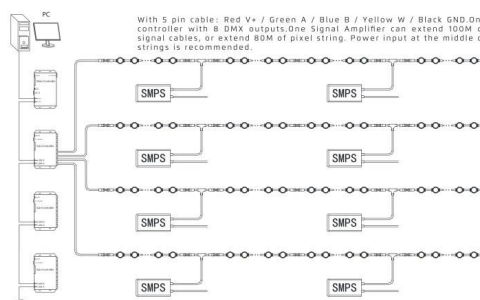 PC
With 5 pin cable: Red V+ / Green A / Blue B / Yellow W / Black GND.On
controller with 8 DMX outputs.One Signal Amplifier can extend 100M o
signal cables, or extend 80M of pixel string. Power input at the middle o
strings is recommended.
SMPS
SMPS
SMPS
SMPS
SMPS
SMPS
SMPS
SMPS